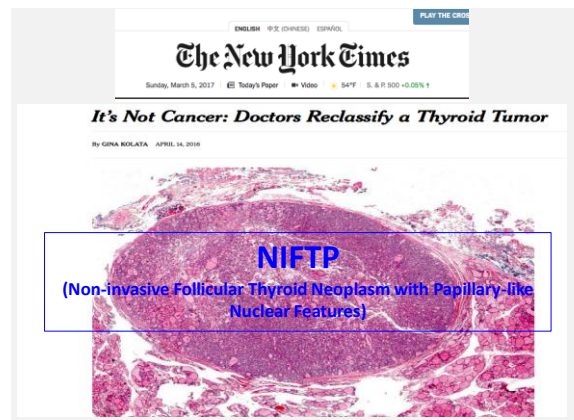 PLAY THE CROS
ENGLISH 中文 (CHINESE) ESPAÑOL
The New York Times
Sunday, March 5, 2017 Today's Paper Video 54°F S. & P. 500 +0.05% ↑
It's Not Cancer: Doctors Reclassify a Thyroid Tumor
By GINA KOLATA APRIL 14, 2016
NIFTP
(Non-invasive Follicular Thyroid Neoplasm with Papillary-like
Nuclear Features)